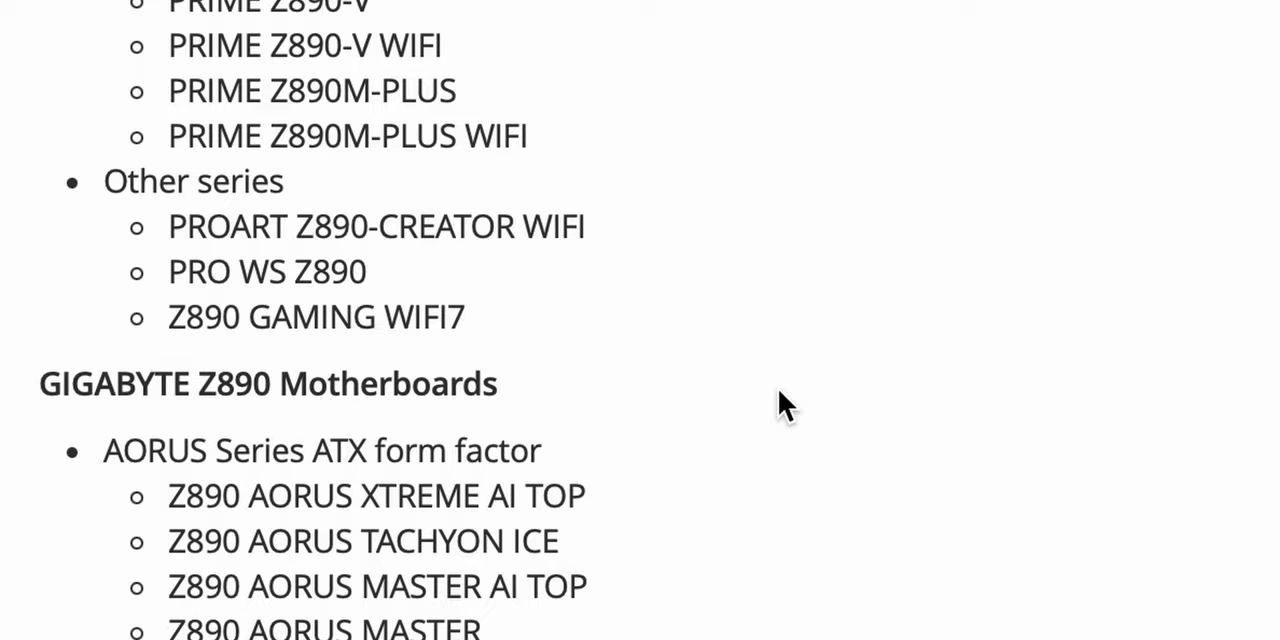 PRIME Z890-V
PRIME Z890-V WIFI
PRIME Z890M-PLUS
PRIME Z890M-PLUS WIFI
Other series
PROART Z890-CREATOR WIFI
PRO WS Z890
Z890 GAMING WIFI7
GIGABYTE Z890 Motherboards
AORUS Series ATX form factor
Z890 AORUS XTREME AI TOP
Z890 AORUS TACHYON ICE
Z890 AORUS MASTER AI TOP
Z890 AORUS MASTER